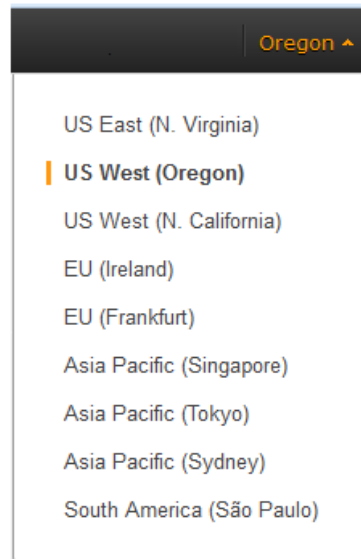 Oregon
US East (N. Virginia)
US West (Oregon)
US West (N. California)
EU (Ireland)
EU (Frankfurt)
Asia Pacific (Singapore)
Asia Pacific (Tokyo)
Asia Pacific (Sydney)
South America (São Paulo)